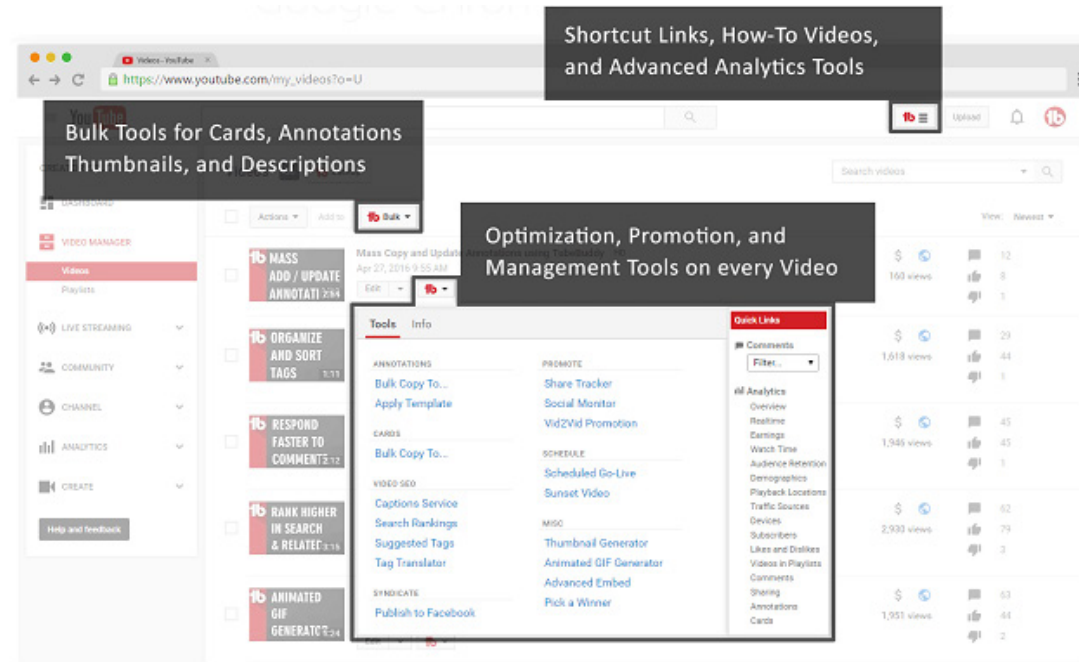 Shortcut Links, How-To Videos,
and Advanced Analytics Tools
Videos - YouTube
https://www.youtube.com/my_videos?o=U
Bulk Tools for Cards, Annotations
Thumbnails, and Descriptions
Upload
Search videos
DASHBOARD
VIDEO MANAGER
Videos
Playlists
LIVE STREAMING
COMMUNITY
CHANNEL
ANALYTICS
CREATE
Help and feedback
Actions
Add to
Bulk
View: Newest
Optimization, Promotion, and
Management Tools on every Video
MASS
ADD / UPDATE
ANNOTATI
Mass Copy and Update Annotations using TubeBuddy
Apr 27, 2016 9:55 AM
Edit
160 views
12
8
1
ORGANIZE
AND SORT
TAGS 1:11
1,618 views
29
44
1
RESPOND
FASTER TO
COMMENTS
1,946 views
45
45
1
RANK HIGHER
IN SEARCH
& RELATED
2,930 views
62
79
3
ANIMATED
GIF
GENERATOR
1,951 views
63
44
2
Tools Info
ANNOTATIONS
Bulk Copy To...
Apply Template
CARDS
Bulk Copy To...
VIDEO SEO
Captions Service
Search Rankings
Suggested Tags
Tag Translator
SYNDICATE
Publish to Facebook
PROMOTE
Share Tracker
Social Monitor
Vid2Vid Promotion
SCHEDULE
Scheduled Go-Live
Sunset Video
MISC
Thumbnail Generator
Animated GIF Generator
Advanced Embed
Pick a Winner
Quick Links
Comments
Filter...
Analytics
Overview
Realtime
Earnings
Watch Time
Audience Retention
Demographics
Playback Locations
Traffic Sources
Devices
Subscribers
Likes and Dislikes
Videos in Playlists
Comments
Sharing
Annotations
Cards
Edit